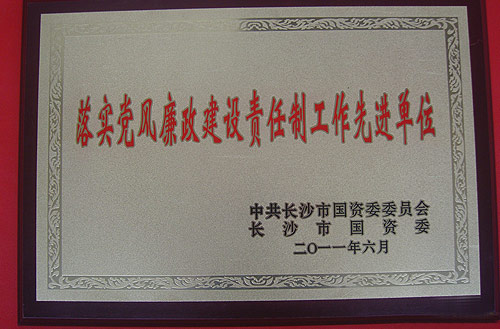 落实党风廉政建设责任制工作先进单位
中共长沙市国资委委员会
长沙市国资委
二〇一一年六月